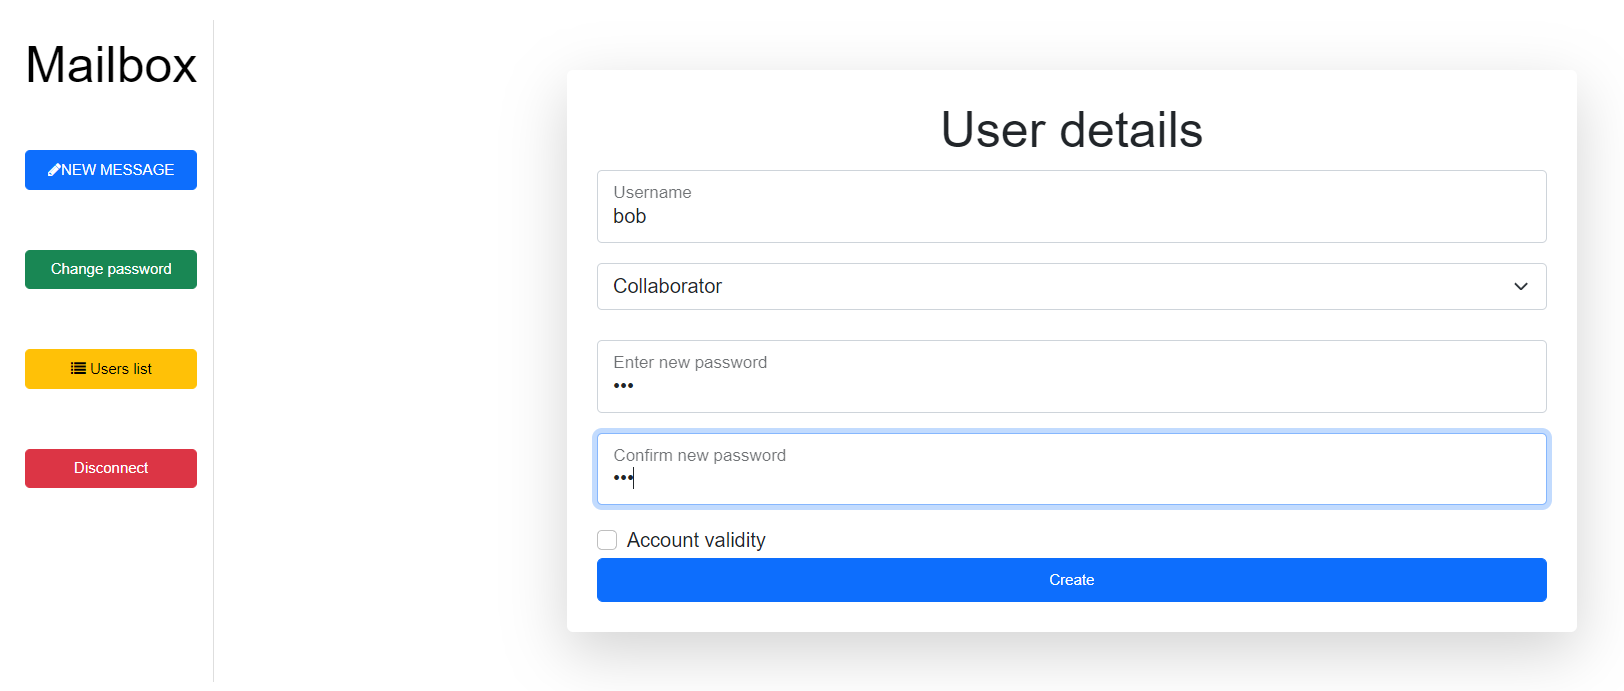 Mailbox
NEW MESSAGE
Change password
Users list
Disconnect
User details
Username
bob
Collaborator
Enter new password
•••
Confirm new password
•••
Account validity
Create